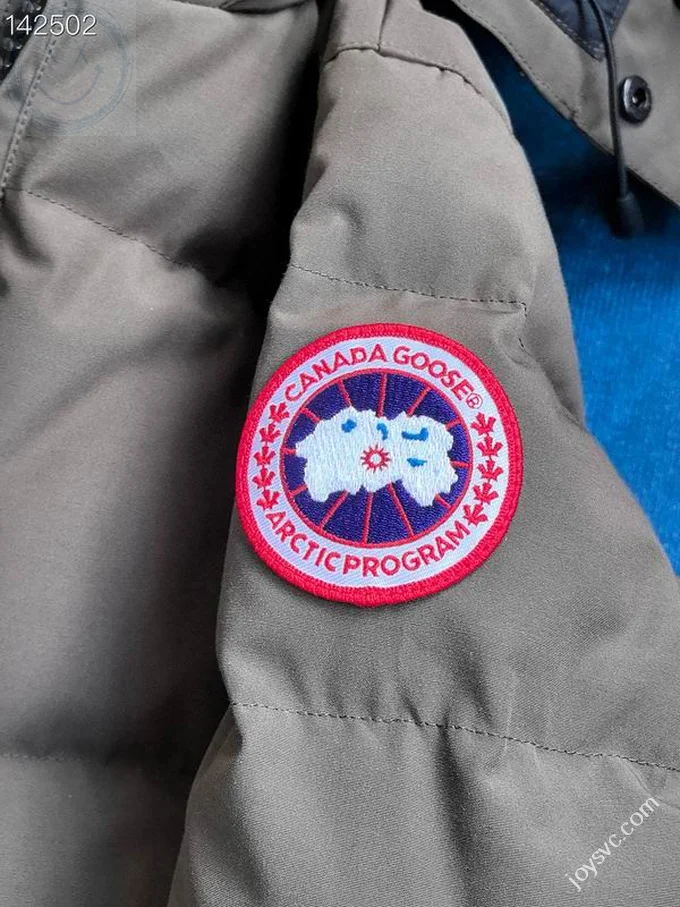 142502
CANADA GOOSE®
ARCTIC PROGRAM
joysvc.com